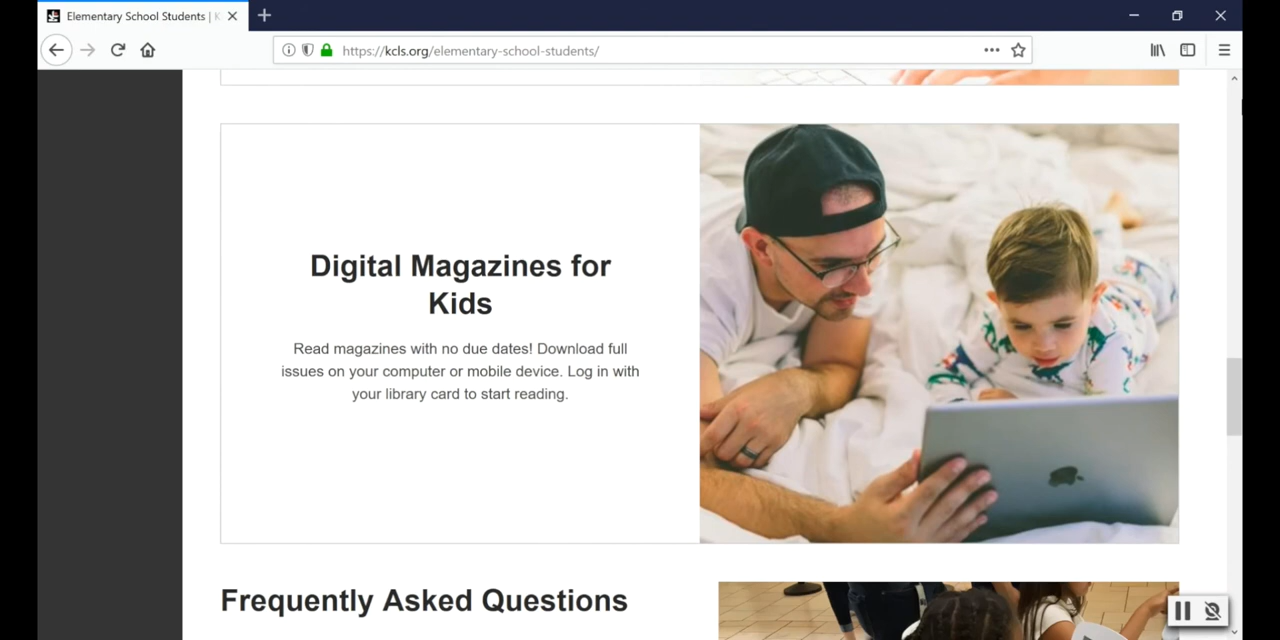 Elementary School Students |
https://kcls.org/elementary-school-students/
Digital Magazines for
Kids
Read magazines with no due dates! Download full
issues on your computer or mobile device. Log in with
your library card to start reading.
Frequently Asked Questions